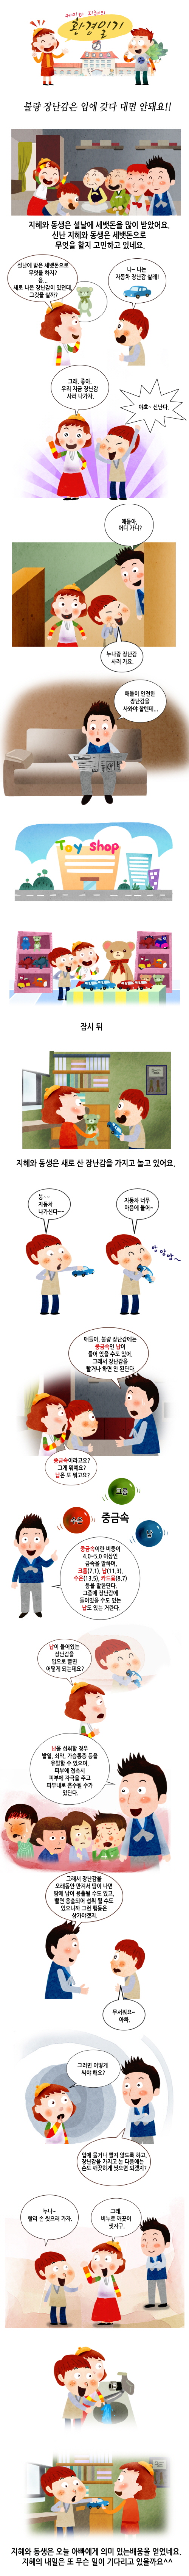 케미인 지혜의
환경일기
불량 장난감은 입에 갖다 대면 안돼요!!
지혜와 동생은 설날에 세뱃돈을 많이 받았어요.
신난 지혜와 동생은 세뱃돈으로
무엇을 할지 고민하고 있네요.
설날에 받은 세뱃돈으로
무엇을 하지?
음...
새로 나온 장난감이 있던데,
그것을 살까?
나~ 나는
자동차 장난감 살래!
그래, 좋아.
우리 지금 장난감
사러 나가자.
야호~ 신난다.
얘들아,
어디 가니?
누나랑 장난감
사러 가요.
얘들이 안전한
장난감을
사와야 할텐데...
Toy shop
잠시 뒤
지혜와 동생은 새로 산 장난감을 가지고 놀고 있어요.
붕~~
자동차
나가신다~~
자동차 너무
마음에 들어~
앙앙앙~
얘들아, 불량 장난감에는
중금속인 납이
들어 있을 수도 있어.
그래서 장난감을
빨거나 하면 안 된단다.
중금속이라고요?
그게 뭐예요?
납은 또 뭐고요?
크롬
수은
중금속
납
중금속이란 비중이
4.0~5.0 이상인
금속을 말하며,
크롬(7.1), 납(11.3),
수은(13.5), 카드뮴(8.7)
등을 말한단다.
그중에 장난감에
들어있을 수도 있는
납도 있는 거란다.
납이 들어있는
장난감을
입으로 빨면
어떻게 되는데요?
납을 섭취할 경우
발열, 쇠약, 가슴통증 등을
유발할 수 있으며,
피부에 접촉시
피부에 자극을 주고
피부내로 흡수될 수가
있단다.
그래서 장난감을
오래동안 만져서 땀이 나면
땀에 납이 용출될 수도 있고,
빨면 용출되어 섭취 될 수도
있으니까 그런 행동은
삼가야겠지.
무서워요~
아빠.
그러면 어떻게
써야 해요?
입에 물거나 빨지 않도록 하고,
장난감을 가지고 논 다음에는
손도 깨끗하게 씻으면 되겠지?
누나~
빨리 손 씻으러 가자.
그래.
비누로 깨끗이
씻자구.
지혜와 동생은 오늘 아빠에게 의미 있는배움을 얻었네요.
지혜의 내일은 또 무슨 일이 기다리고 있을까요^^